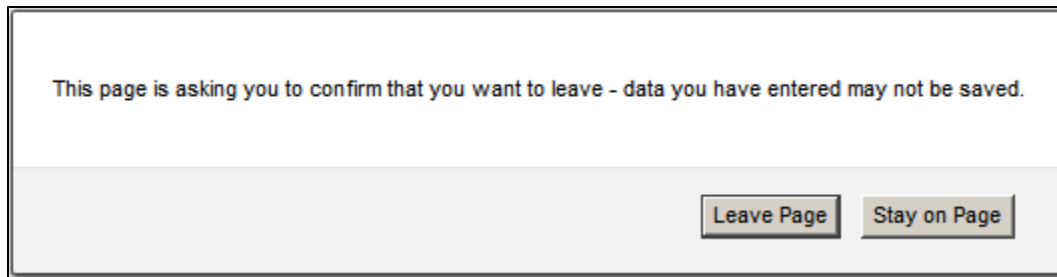 This page is asking you to confirm that you want to leave - data you have entered may not be saved.
Leave Page Stay on Page